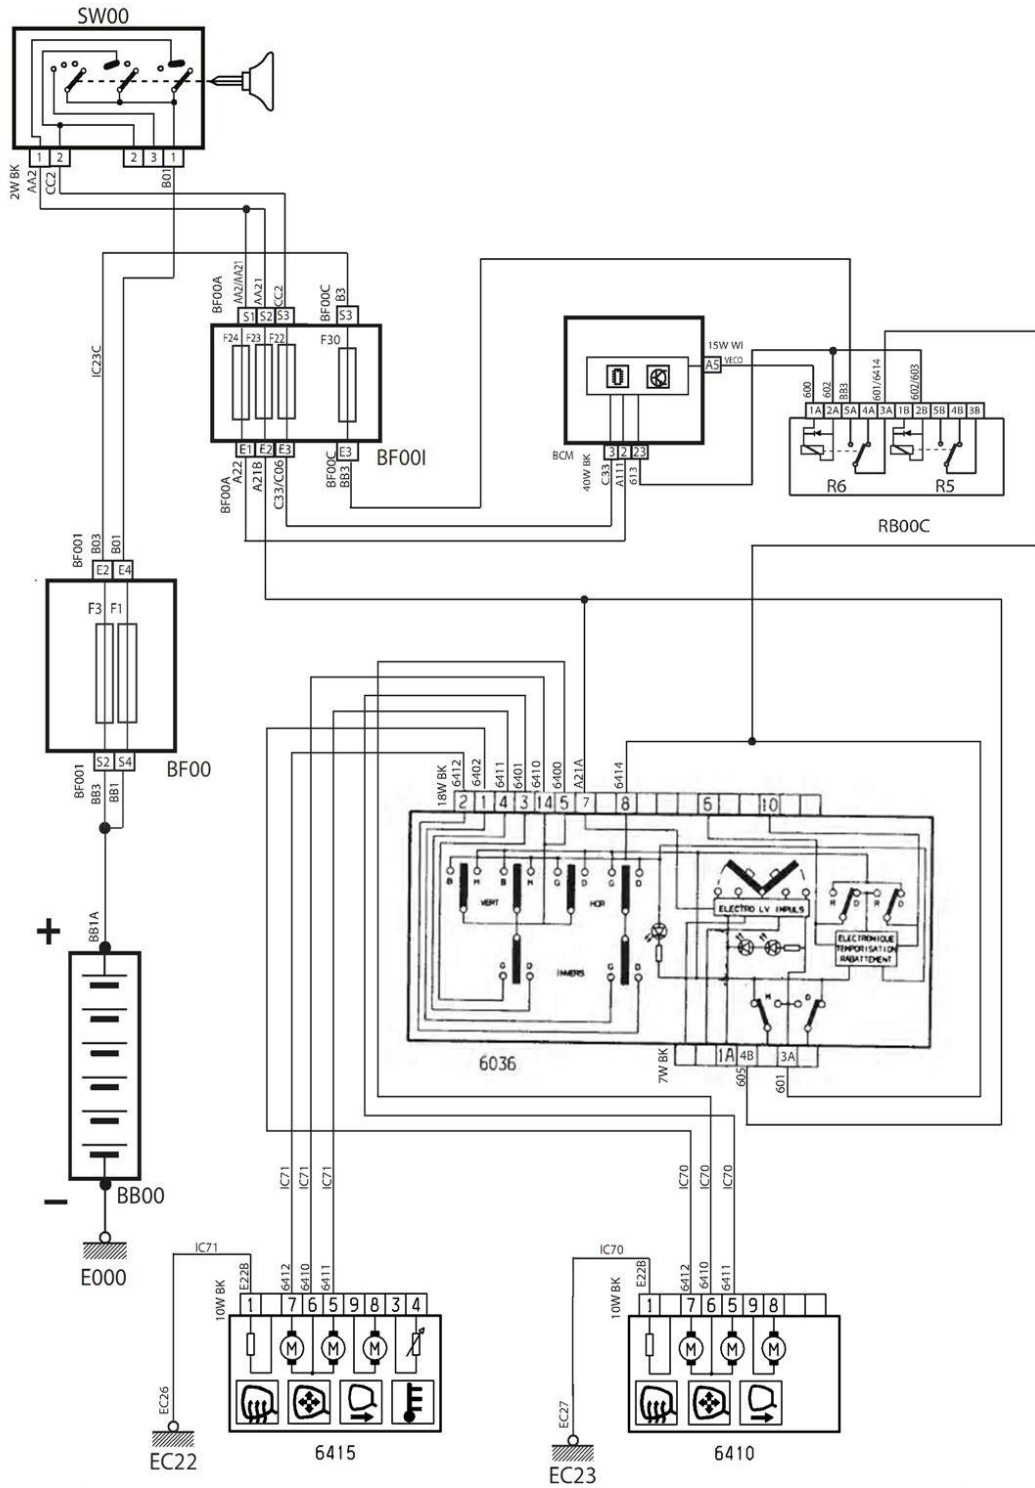 SW00
1 2 2 3 1
2W BK
AA2
CC2
B01
BF00A
AA2/AA21
AA21
CC2
BF00C
B3
S1 S2 S3 S3
F24 F23 F22 F30
E1 E2 E3 E3
BF00I
BF00A
A22
A21B
C33/C06
BF00C
BB3
IC23C
15W WI
A5 VECO
BCM
40W BK
3 2 23
C33
A111
613
600
602
BB3
601/6414
602/603
1A 2A 5A 4A 3A 1B 2B 5B 4B 3B
R6 R5
RB00C
BF001
B03
B01
E2 E4
F3 F1
S2 S4
BF00
BF001
BB3
BB1
BB1A
+
−
BB00
E000
18W BK
6412
6402
6411
6401
6410
6400
A21A
6414
2 1 4 3 14 5 7 8 6 10
B H B H G D G D
VERT HOR
ELECTRO LV IMPULS
R D R D
ELECTRONIQUE
TEMPORISATION
RABATTEMENT
G D INVERS G D
H D
6036
7W BK
1A 4B 3A
605
601
IC71
IC71
IC71
IC70
IC70
IC70
IC71
IC70
10W BK
E22B
6412
6410
6411
1 7 6 5 9 8 3 4
M M M
6415
EC26
EC22
10W BK
E22B
6412
6410
6411
1 7 6 5 9 8
M M M
6410
EC27
EC23